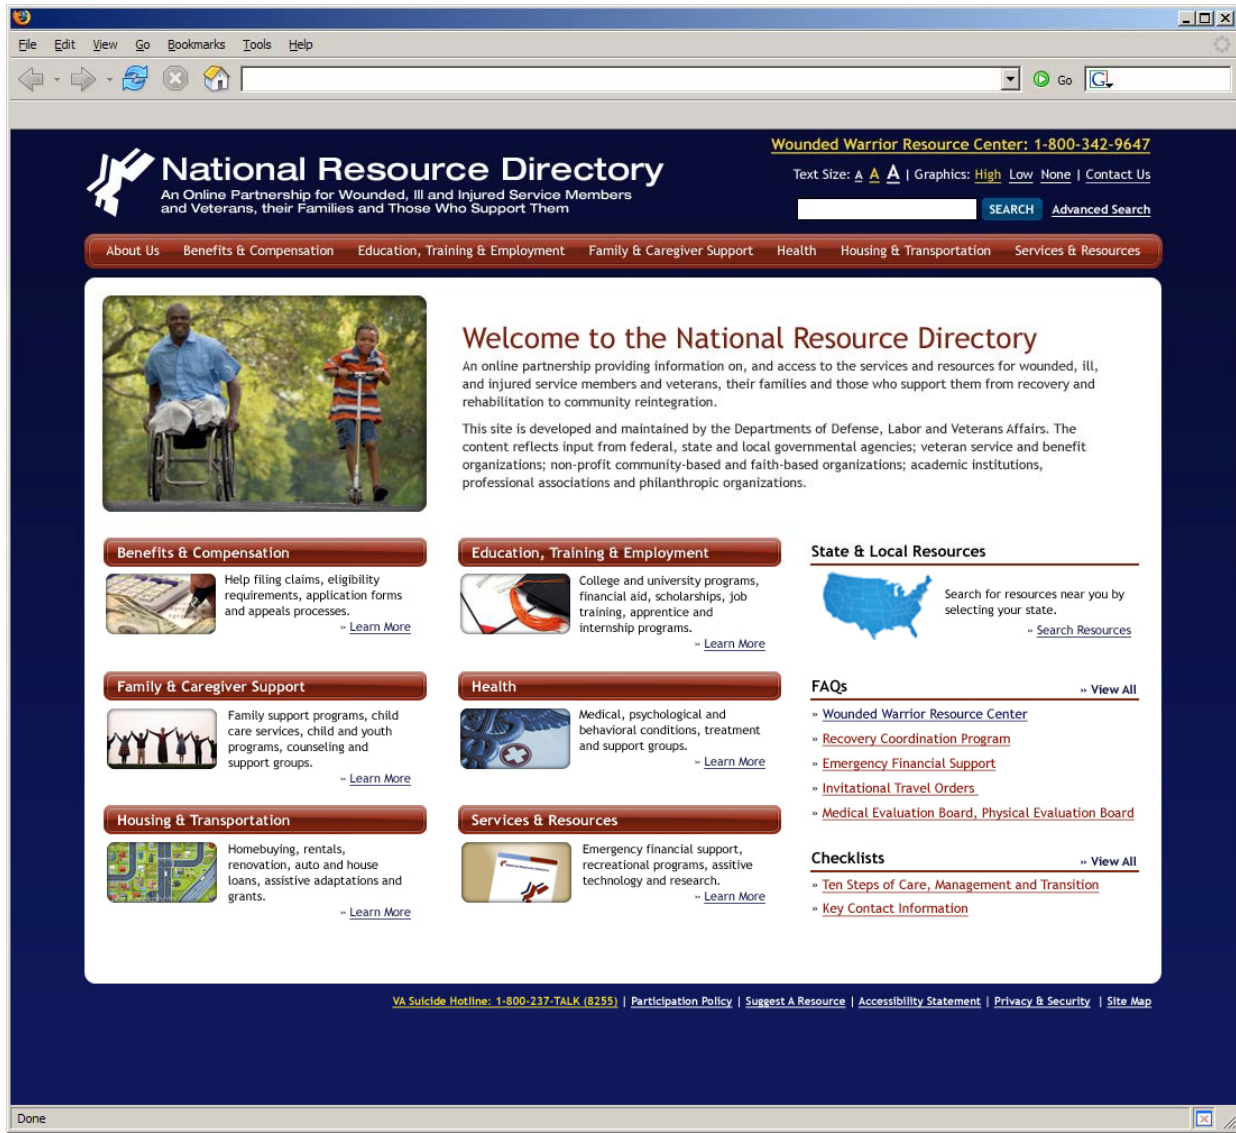 File Edit View Go Bookmarks Tools Help
Go G
Wounded Warrior Resource Center: 1-800-342-9647
National Resource Directory
An Online Partnership for Wounded, Ill and Injured Service Members
and Veterans, their Families and Those Who Support Them
Text Size: A A A | Graphics: High Low None | Contact Us
SEARCH Advanced Search
About Us Benefits & Compensation Education, Training & Employment Family & Caregiver Support Health Housing & Transportation Services & Resources
Welcome to the National Resource Directory
An online partnership providing information on, and access to the services and resources for wounded, ill,
and injured service members and veterans, their families and those who support them from recovery and
rehabilitation to community reintegration.
This site is developed and maintained by the Departments of Defense, Labor and Veterans Affairs. The
content reflects input from federal, state and local governmental agencies; veteran service and benefit
organizations; non-profit community-based and faith-based organizations; academic institutions,
professional associations and philanthropic organizations.
Benefits & Compensation
Help filing claims, eligibility
requirements, application forms
and appeals processes.
» Learn More
Education, Training & Employment
College and university programs,
financial aid, scholarships, job
training, apprentice and
internship programs.
» Learn More
State & Local Resources
Search for resources near you by
selecting your state.
» Search Resources
Family & Caregiver Support
Family support programs, child
care services, child and youth
programs, counseling and
support groups.
» Learn More
Health
Medical, psychological and
behavioral conditions, treatment
and support groups.
» Learn More
FAQs » View All
» Wounded Warrior Resource Center
» Recovery Coordination Program
» Emergency Financial Support
» Invitational Travel Orders
» Medical Evaluation Board, Physical Evaluation Board
Housing & Transportation
Homebuying, rentals,
renovation, auto and house
loans, assistive adaptations and
grants.
» Learn More
Services & Resources
National Resource Directory
Emergency financial support,
recreational programs, assitive
technology and research.
» Learn More
Checklists » View All
» Ten Steps of Care, Management and Transition
» Key Contact Information
VA Suicide Hotline: 1-800-237-TALK (8255) | Participation Policy | Suggest A Resource | Accessibility Statement | Privacy & Security | Site Map
Done